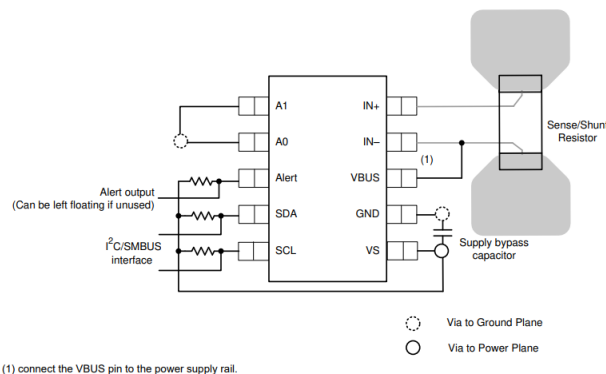 A1
IN+
A0
IN–
(1)
Sense/Shunt
Resistor
Alert
VBUS
Alert output
(Can be left floating if unused)
SDA
GND
I2C/SMBUS
interface
SCL
VS
Supply bypass
capacitor
Via to Ground Plane
Via to Power Plane
(1) connect the VBUS pin to the power supply rail.